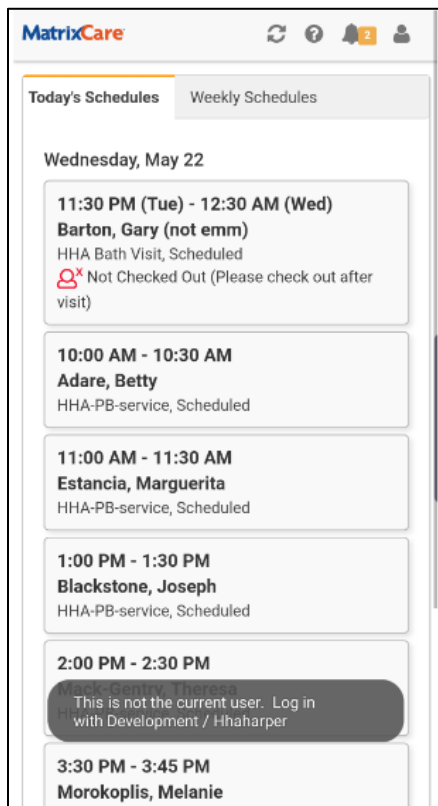 MatrixCare
2
Today's Schedules
Weekly Schedules
Wednesday, May 22
11:30 PM (Tue) - 12:30 AM (Wed)
Barton, Gary (not emm)
HHA Bath Visit, Scheduled
Not Checked Out (Please check out after
visit)
10:00 AM - 10:30 AM
Adare, Betty
HHA-PB-service, Scheduled
11:00 AM - 11:30 AM
Estancia, Marguerita
HHA-PB-service, Scheduled
1:00 PM - 1:30 PM
Blackstone, Joseph
HHA-PB-service, Scheduled
2:00 PM - 2:30 PM
Mack-Gentry, Theresa
This is not the current user. Log in
with Development / Hhaharper
3:30 PM - 3:45 PM
Morokoplis, Melanie